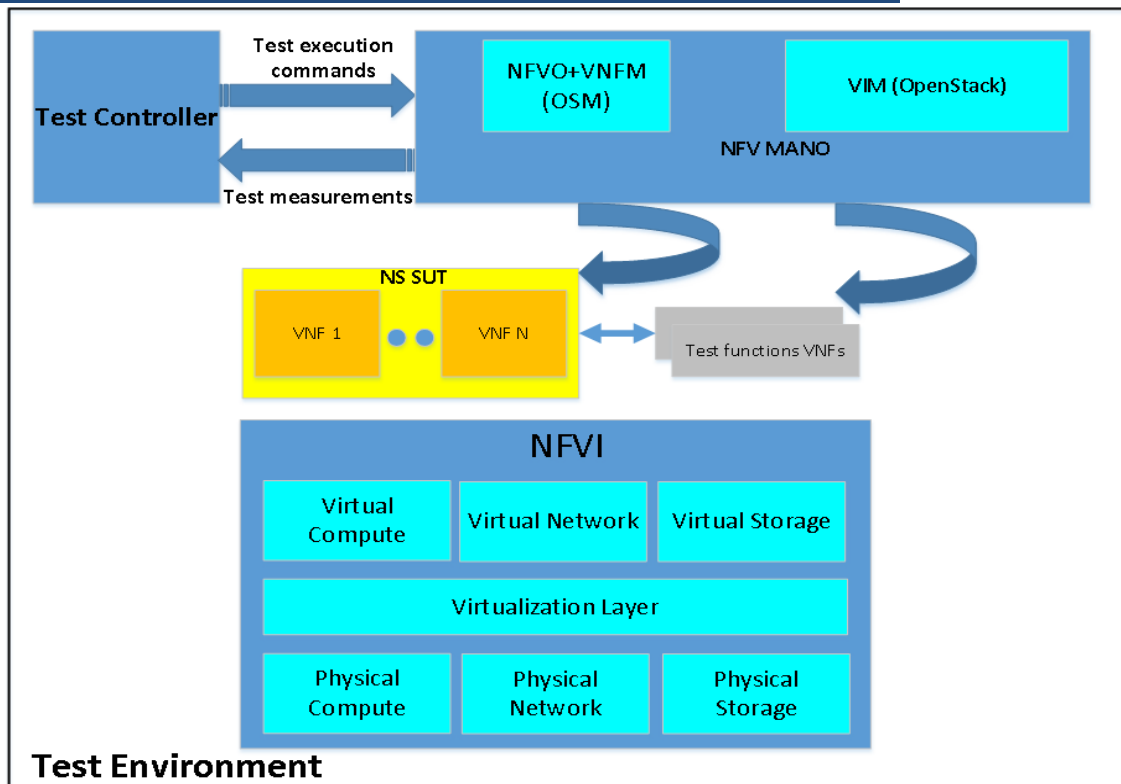 Test execution
commands
Test Controller
Test measurements
NFVO+VNFM
(OSM)
VIM (OpenStack)
NFV MANO
NS SUT
VNF 1
VNF N
Test functions VNFs
NFVI
Virtual
Compute
Virtual Network
Virtual Storage
Virtualization Layer
Physical
Compute
Physical
Network
Physical
Storage
Test Environment